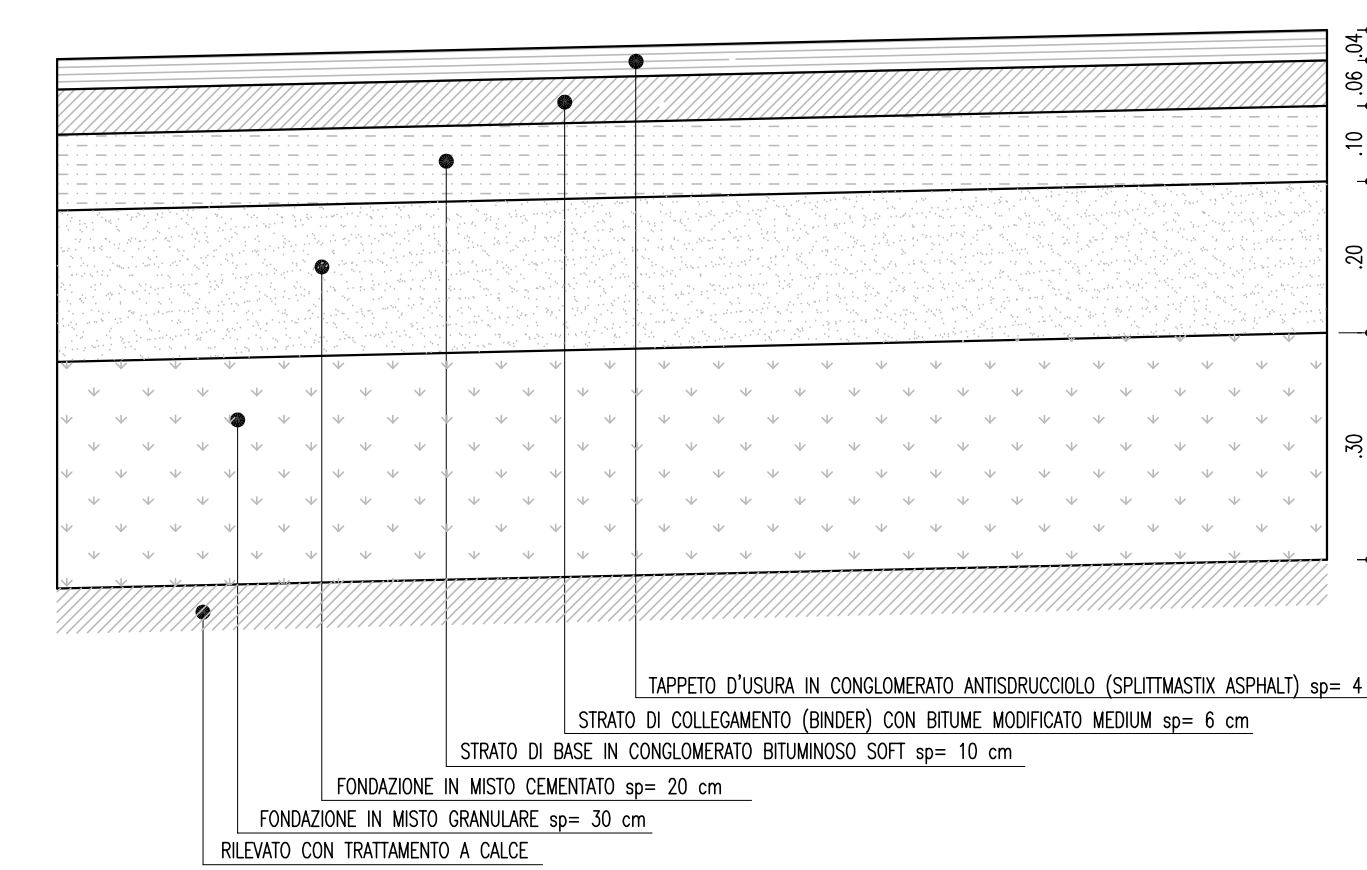 .04
.06
.10
.20
.30
TAPPETO D'USURA IN CONGLOMERATO ANTISDRUCCIOLO (SPLITTMASTIX ASPHALT) sp= 4
STRATO DI COLLEGAMENTO (BINDER) CON BITUME MODIFICATO MEDIUM sp= 6 cm
STRATO DI BASE IN CONGLOMERATO BITUMINOSO SOFT sp= 10 cm
FONDAZIONE IN MISTO CEMENTATO sp= 20 cm
FONDAZIONE IN MISTO GRANULARE sp= 30 cm
RILEVATO CON TRATTAMENTO A CALCE